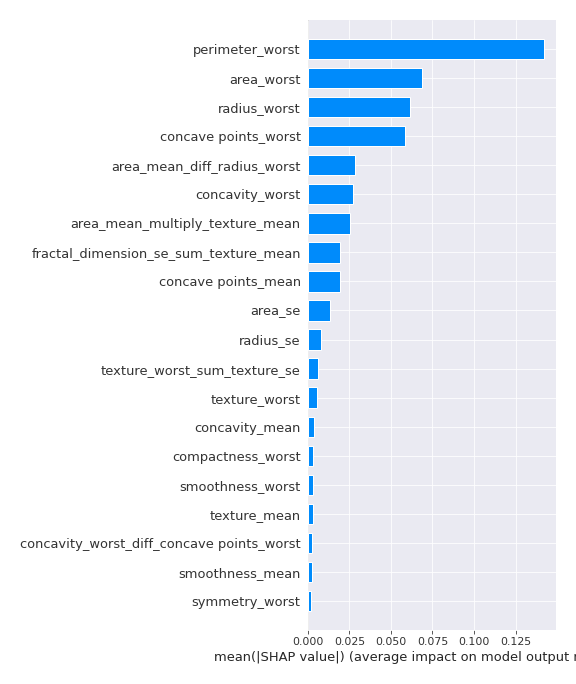 perimeter_worst
area_worst
radius_worst
concave points_worst
area_mean_diff_radius_worst
concavity_worst
area_mean_multiply_texture_mean
fractal_dimension_se_sum_texture_mean
concave points_mean
area_se
radius_se
texture_worst_sum_texture_se
texture_worst
concavity_mean
compactness_worst
smoothness_worst
texture_mean
concavity_worst_diff_concave points_worst
smoothness_mean
symmetry_worst
0.000 0.025 0.050 0.075 0.100 0.125
mean(|SHAP value|) (average impact on model output